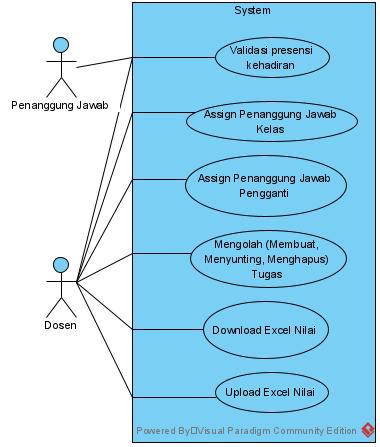 System
Validasi presensi
kehadiran
Penanggung Jawab
Assign Penanggung Jawab
Kelas
Assign Penanggung Jawab
Pengganti
Mengolah (Membuat,
Menyunting, Menghapus)
Tugas
Dosen
Download Excel Nilai
Upload Excel Nilai
Powered By Visual Paradigm Community Edition